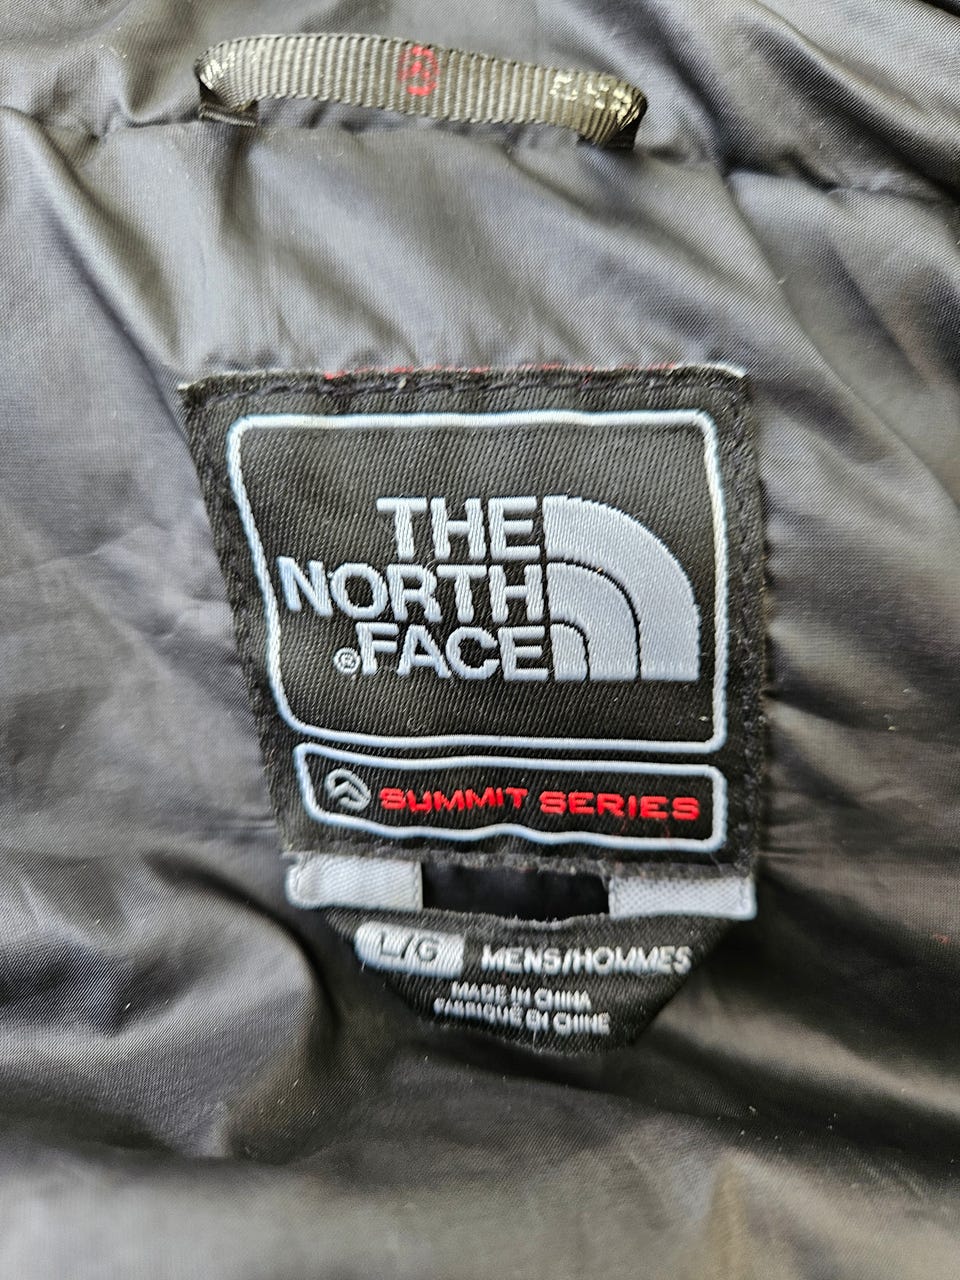 THE
NORTH
®FACE
SUMMIT SERIES
L/G MENS/HOMMES
MADE IN CHINA
FABRIQUÉ EN CHINE